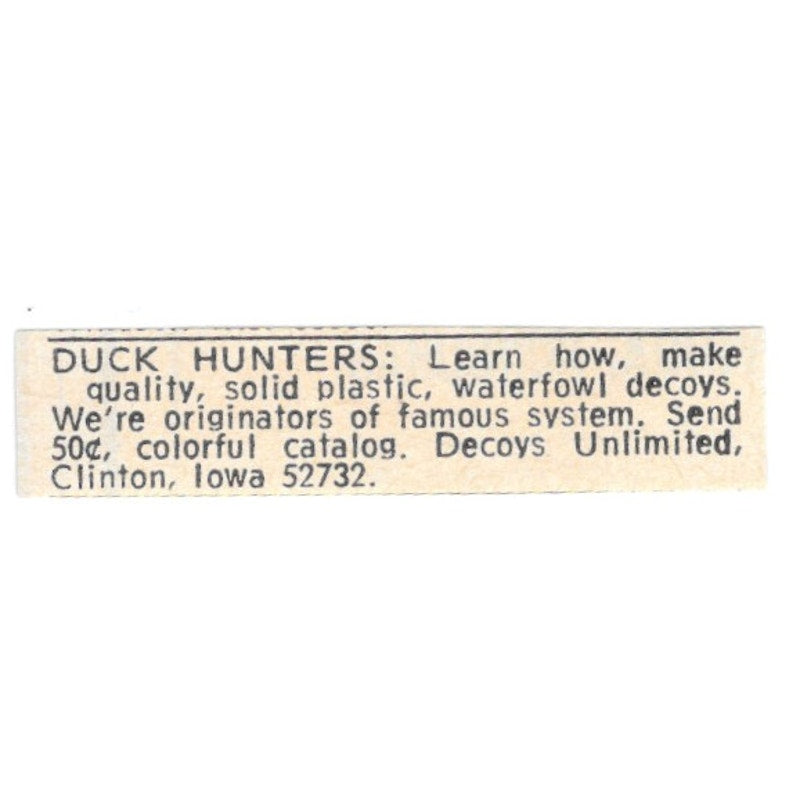 DUCK HUNTERS: Learn how, make
quality, solid plastic, waterfowl decoys.
We're originators of famous system. Send
50¢, colorful catalog. Decoys Unlimited,
Clinton, Iowa 52732.